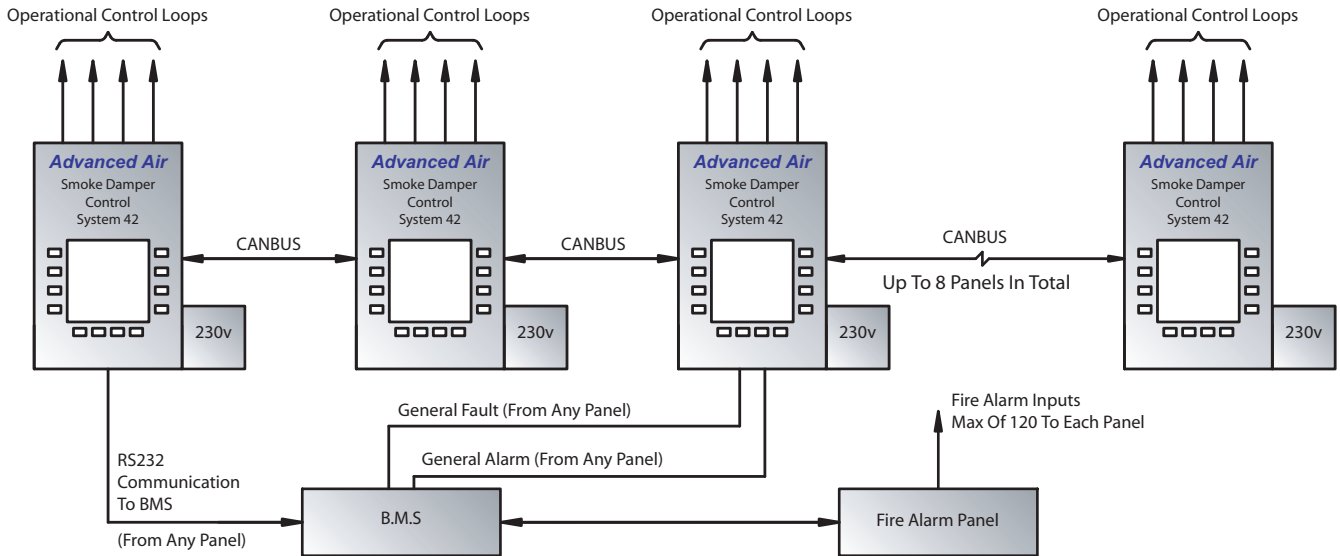 Operational Control Loops
Operational Control Loops
Operational Control Loops
Operational Control Loops
Advanced Air
Smoke Damper
Control
System 42
230v
CANBUS
Advanced Air
Smoke Damper
Control
System 42
230v
CANBUS
Advanced Air
Smoke Damper
Control
System 42
230v
CANBUS
Up To 8 Panels In Total
Advanced Air
Smoke Damper
Control
System 42
230v
General Fault (From Any Panel)
General Alarm (From Any Panel)
Fire Alarm Inputs
Max Of 120 To Each Panel
RS232
Communication
To BMS
(From Any Panel)
B.M.S
Fire Alarm Panel